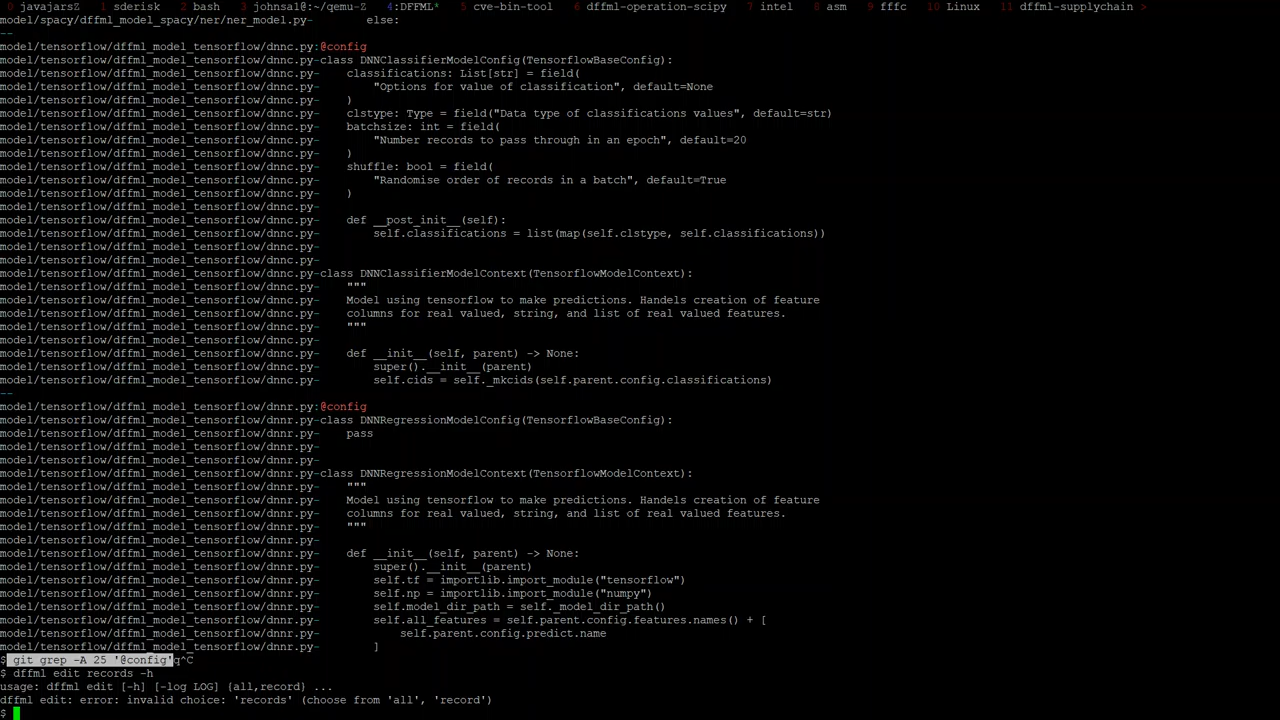 0 javajarsZ  1 sderisk  2 bash  3 johnsal@:~/qemu-Z  4:DFFML*  5 cve-bin-tool  6 dffml-operation-scipy  7 intel  8 asm  9 fffc  10 Linux  11 dffml-supplychain >
model/spacy/dffml_model_spacy/ner/ner_model.py-         else:
--
model/tensorflow/dffml_model_tensorflow/dnnc.py:@config
model/tensorflow/dffml_model_tensorflow/dnnc.py-class DNNClassifierModelConfig(TensorflowBaseConfig):
model/tensorflow/dffml_model_tensorflow/dnnc.py-    classifications: List[str] = field(
model/tensorflow/dffml_model_tensorflow/dnnc.py-        "Options for value of classification", default=None
model/tensorflow/dffml_model_tensorflow/dnnc.py-    )
model/tensorflow/dffml_model_tensorflow/dnnc.py-    clstype: Type = field("Data type of classifications values", default=str)
model/tensorflow/dffml_model_tensorflow/dnnc.py-    batchsize: int = field(
model/tensorflow/dffml_model_tensorflow/dnnc.py-        "Number records to pass through in an epoch", default=20
model/tensorflow/dffml_model_tensorflow/dnnc.py-    )
model/tensorflow/dffml_model_tensorflow/dnnc.py-    shuffle: bool = field(
model/tensorflow/dffml_model_tensorflow/dnnc.py-        "Randomise order of records in a batch", default=True
model/tensorflow/dffml_model_tensorflow/dnnc.py-    )
model/tensorflow/dffml_model_tensorflow/dnnc.py-
model/tensorflow/dffml_model_tensorflow/dnnc.py-    def __post_init__(self):
model/tensorflow/dffml_model_tensorflow/dnnc.py-        self.classifications = list(map(self.clstype, self.classifications))
model/tensorflow/dffml_model_tensorflow/dnnc.py-
model/tensorflow/dffml_model_tensorflow/dnnc.py-
model/tensorflow/dffml_model_tensorflow/dnnc.py-class DNNClassifierModelContext(TensorflowModelContext):
model/tensorflow/dffml_model_tensorflow/dnnc.py-    """
model/tensorflow/dffml_model_tensorflow/dnnc.py-    Model using tensorflow to make predictions. Handels creation of feature
model/tensorflow/dffml_model_tensorflow/dnnc.py-    columns for real valued, string, and list of real valued features.
model/tensorflow/dffml_model_tensorflow/dnnc.py-    """
model/tensorflow/dffml_model_tensorflow/dnnc.py-
model/tensorflow/dffml_model_tensorflow/dnnc.py-    def __init__(self, parent) -> None:
model/tensorflow/dffml_model_tensorflow/dnnc.py-        super().__init__(parent)
model/tensorflow/dffml_model_tensorflow/dnnc.py-        self.cids = self._mkcids(self.parent.config.classifications)
--
model/tensorflow/dffml_model_tensorflow/dnnr.py:@config
model/tensorflow/dffml_model_tensorflow/dnnr.py-class DNNRegressionModelConfig(TensorflowBaseConfig):
model/tensorflow/dffml_model_tensorflow/dnnr.py-    pass
model/tensorflow/dffml_model_tensorflow/dnnr.py-
model/tensorflow/dffml_model_tensorflow/dnnr.py-
model/tensorflow/dffml_model_tensorflow/dnnr.py-class DNNRegressionModelContext(TensorflowModelContext):
model/tensorflow/dffml_model_tensorflow/dnnr.py-    """
model/tensorflow/dffml_model_tensorflow/dnnr.py-    Model using tensorflow to make predictions. Handels creation of feature
model/tensorflow/dffml_model_tensorflow/dnnr.py-    columns for real valued, string, and list of real valued features.
model/tensorflow/dffml_model_tensorflow/dnnr.py-    """
model/tensorflow/dffml_model_tensorflow/dnnr.py-
model/tensorflow/dffml_model_tensorflow/dnnr.py-    def __init__(self, parent) -> None:
model/tensorflow/dffml_model_tensorflow/dnnr.py-        super().__init__(parent)
model/tensorflow/dffml_model_tensorflow/dnnr.py-        self.tf = importlib.import_module("tensorflow")
model/tensorflow/dffml_model_tensorflow/dnnr.py-        self.np = importlib.import_module("numpy")
model/tensorflow/dffml_model_tensorflow/dnnr.py-        self.model_dir_path = self._model_dir_path()
model/tensorflow/dffml_model_tensorflow/dnnr.py-        self.all_features = self.parent.config.features.names() + [
model/tensorflow/dffml_model_tensorflow/dnnr.py-            self.parent.config.predict.name
model/tensorflow/dffml_model_tensorflow/dnnr.py-        ]
$ git grep -A 25 '@config'q^C
$ dffml edit records -h
usage: dffml edit [-h] [-log LOG] {all,record} ...
dffml edit: error: invalid choice: 'records' (choose from 'all', 'record')
$